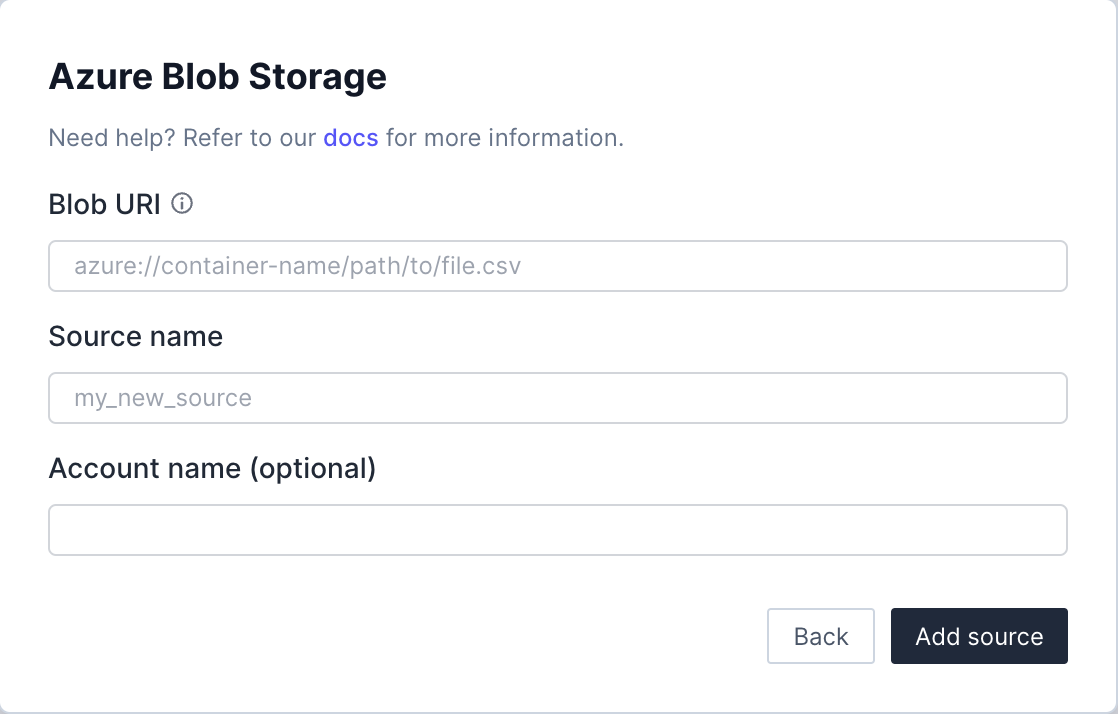 Azure Blob Storage
Need help? Refer to our docs for more information.
Blob URI
azure://container-name/path/to/file.csv
Source name
my_new_source
Account name (optional)
Back
Add source